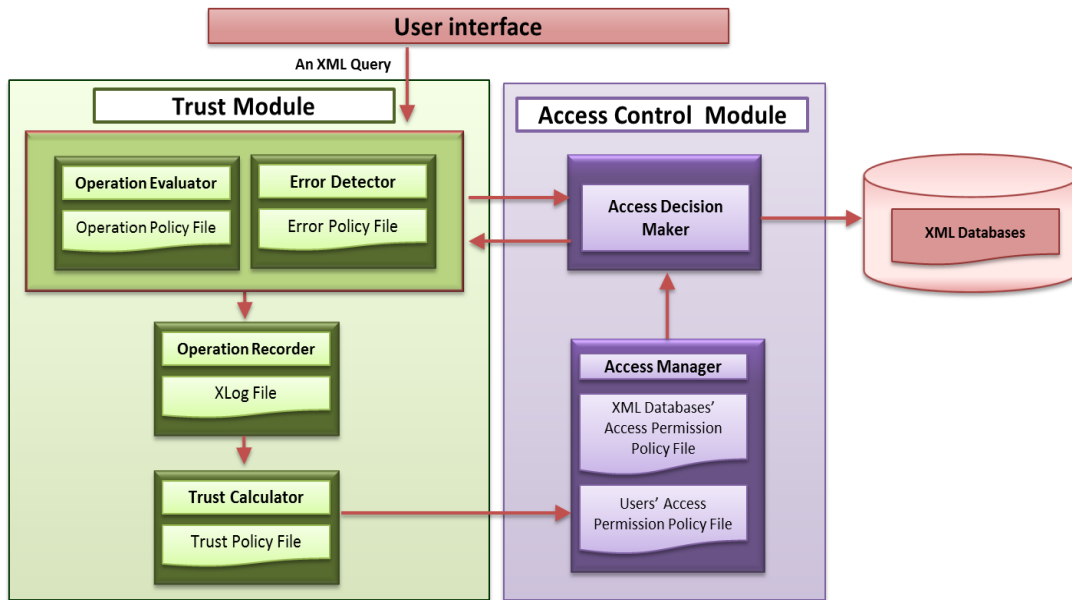 User interface
An XML Query
Trust Module
Operation Evaluator
Operation Policy File
Error Detector
Error Policy File
Operation Recorder
XLog File
Trust Calculator
Trust Policy File
Access Control Module
Access Decision
Maker
Access Manager
XML Databases’
Access Permission
Policy File
Users’ Access
Permission Policy File
XML Databases